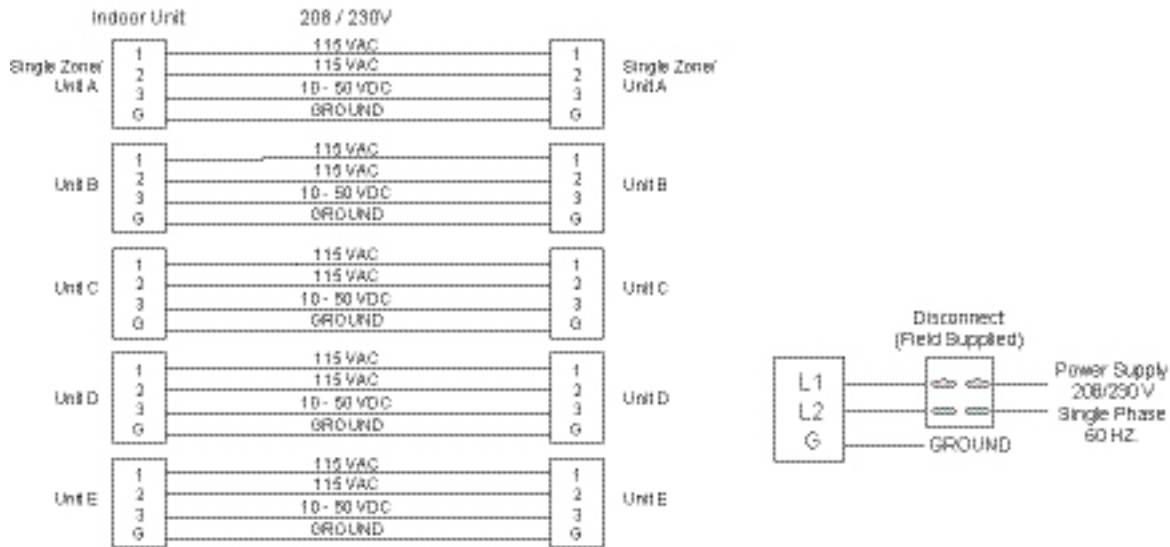 Indoor Unit
208 / 230V
Single Zone/
Unit A
1
2
3
G
115 VAC
115 VAC
10 - 50 VDC
GROUND
1
2
3
G
Single Zone/
Unit A
Unit B
1
2
3
G
115 VAC
115 VAC
10 - 50 VDC
GROUND
1
2
3
G
Unit B
Unit C
1
2
3
G
115 VAC
115 VAC
10 - 50 VDC
GROUND
1
2
3
G
Unit C
Unit D
1
2
3
G
115 VAC
115 VAC
10 - 50 VDC
GROUND
1
2
3
G
Unit D
Unit E
1
2
3
G
115 VAC
115 VAC
10 - 50 VDC
GROUND
1
2
3
G
Unit E
Disconnect
(Field Supplied)
L1
L2
G
GROUND
Power Supply
208/230 V
Single Phase
60 HZ.